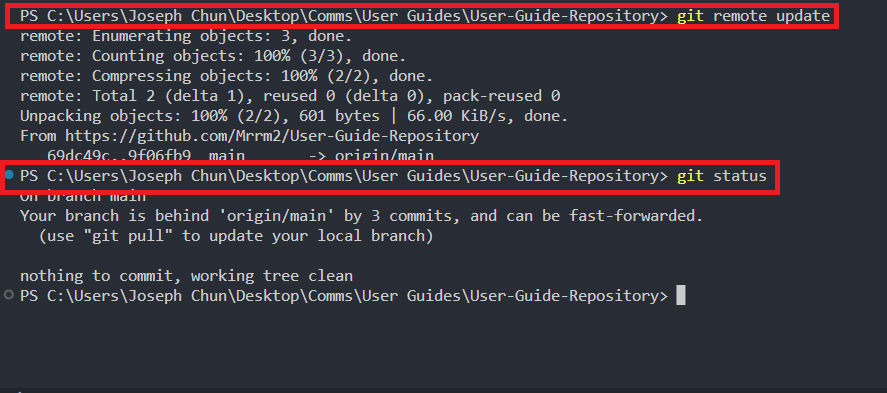 PS C:\Users\Joseph Chun\Desktop\Comms\User Guides\User-Guide-Repository> git remote update
remote: Enumerating objects: 3, done.
remote: Counting objects: 100% (3/3), done.
remote: Compressing objects: 100% (2/2), done.
remote: Total 2 (delta 1), reused 0 (delta 0), pack-reused 0
Unpacking objects: 100% (2/2), 601 bytes | 66.00 KiB/s, done.
From https://github.com/Mrrm2/User-Guide-Repository
   69dc49c..9f06fb9  main       -> origin/main
PS C:\Users\Joseph Chun\Desktop\Comms\User Guides\User-Guide-Repository> git status
On branch main
Your branch is behind 'origin/main' by 3 commits, and can be fast-forwarded.
  (use "git pull" to update your local branch)
nothing to commit, working tree clean
PS C:\Users\Joseph Chun\Desktop\Comms\User Guides\User-Guide-Repository>